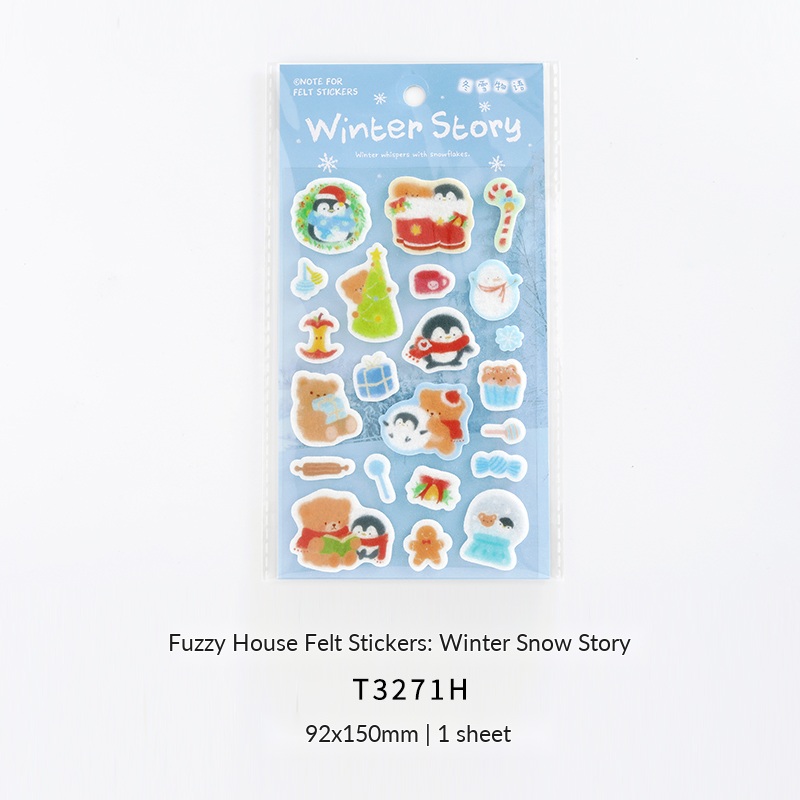 ©NOTE FOR
FELT STICKERS
冬雪物语
Winter Story
Winter whispers with snowflakes.
Fuzzy House Felt Stickers: Winter Snow Story
T3271H
92x150mm | 1 sheet